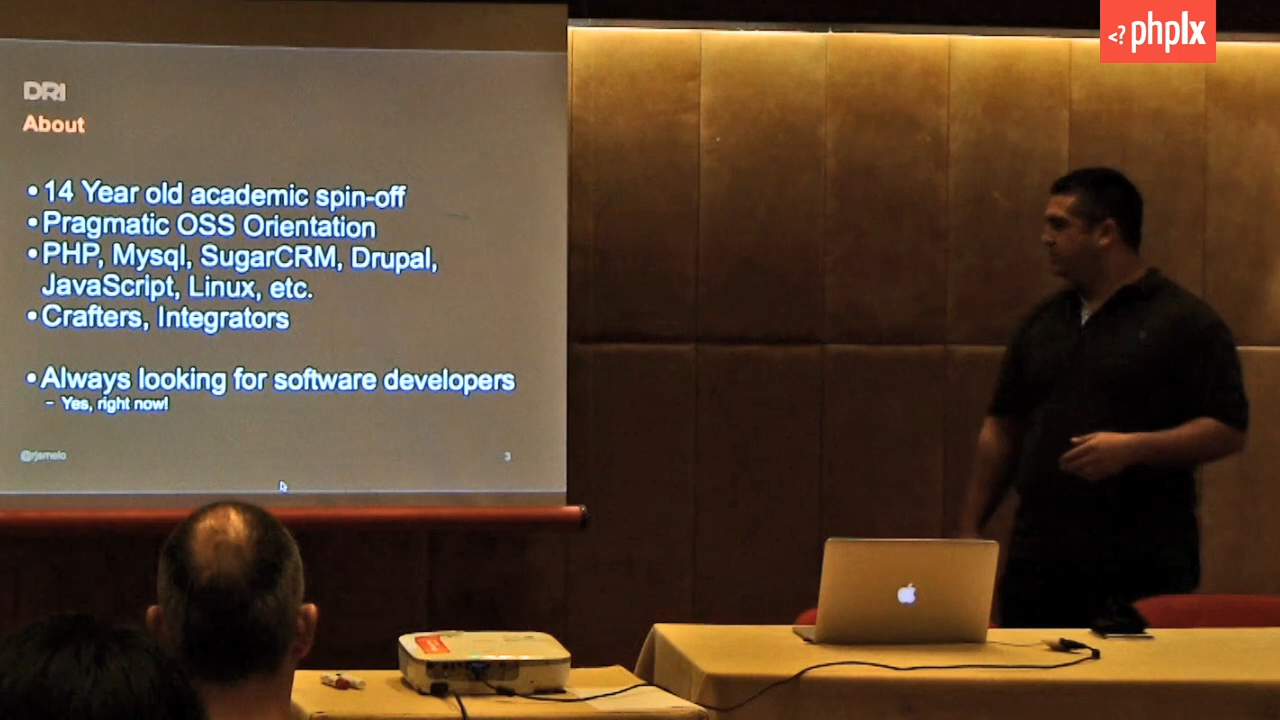 <? phplx
DRI
About
• 14 Year old academic spin-off
• Pragmatic OSS Orientation
• PHP, Mysql, SugarCRM, Drupal,
JavaScript, Linux, etc.
• Crafters, Integrators
• Always looking for software developers
– Yes, right now!
@rjsmelo
3